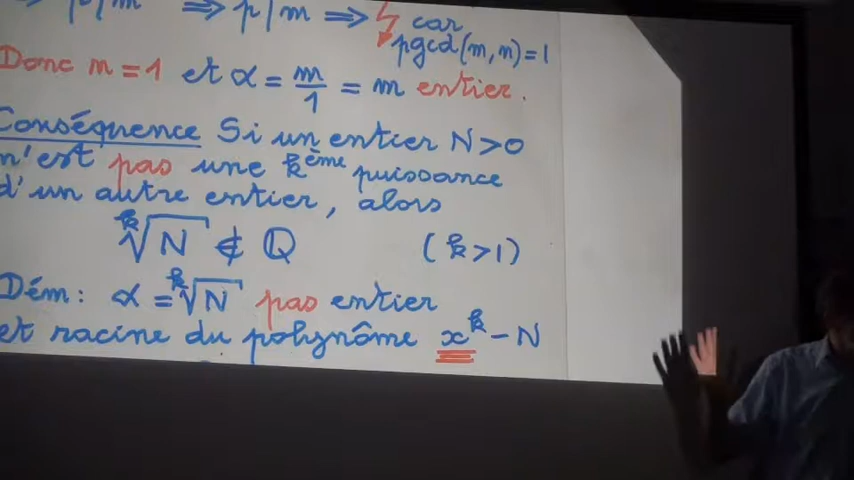 ⇒ p | m ⇒ ↯ car
pgcd(m, n) = 1
Donc n = 1 et α = m/1 = m entier.
Conséquence Si un entier N > 0
n'est pas une kème puissance
d'un autre entier, alors
ᵏ√N ∉ ℚ (k > 1)
Dém : α = ᵏ√N pas entier
et racine du polynôme xᵏ - N